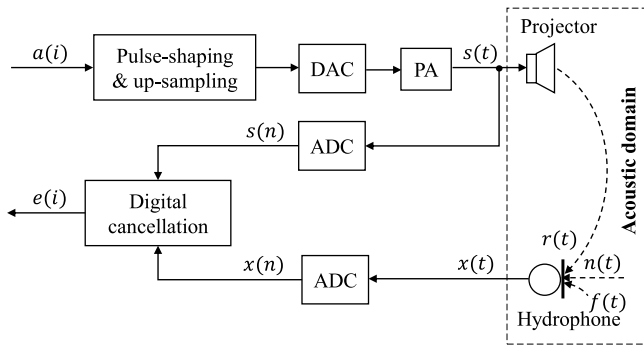 Projector
a(i)
Pulse-shaping
& up-sampling
DAC
PA
s(t)
s(n)
ADC
Acoustic domain
e(i)
Digital
cancellation
r(t)
x(n)
ADC
x(t)
n(t)
f(t)
Hydrophone